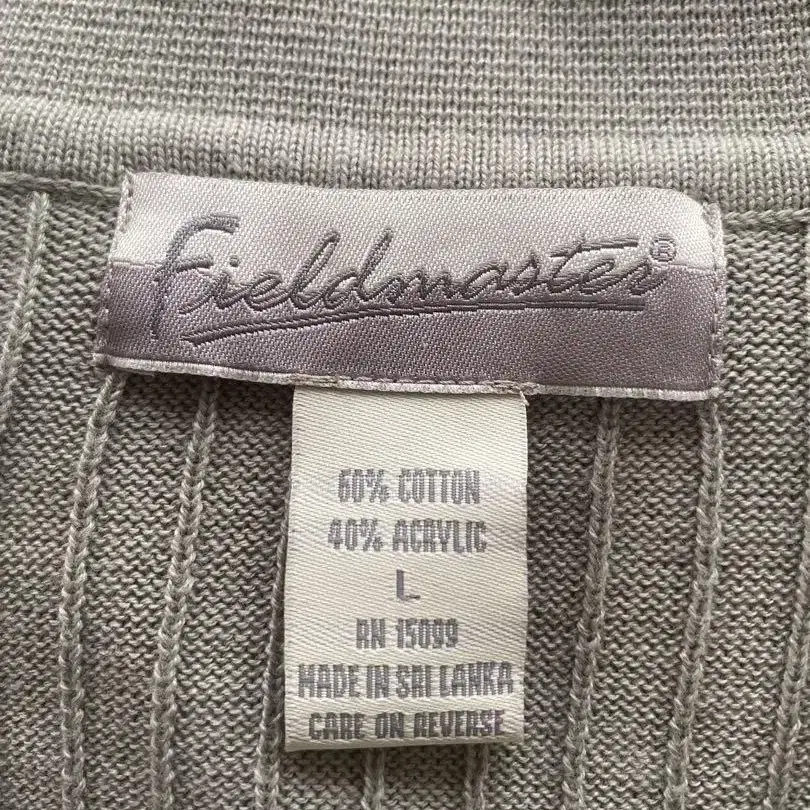 Fieldmaster®
60% COTTON
40% ACRYLIC
L
RN 15099
MADE IN SRI LANKA
CARE ON REVERSE